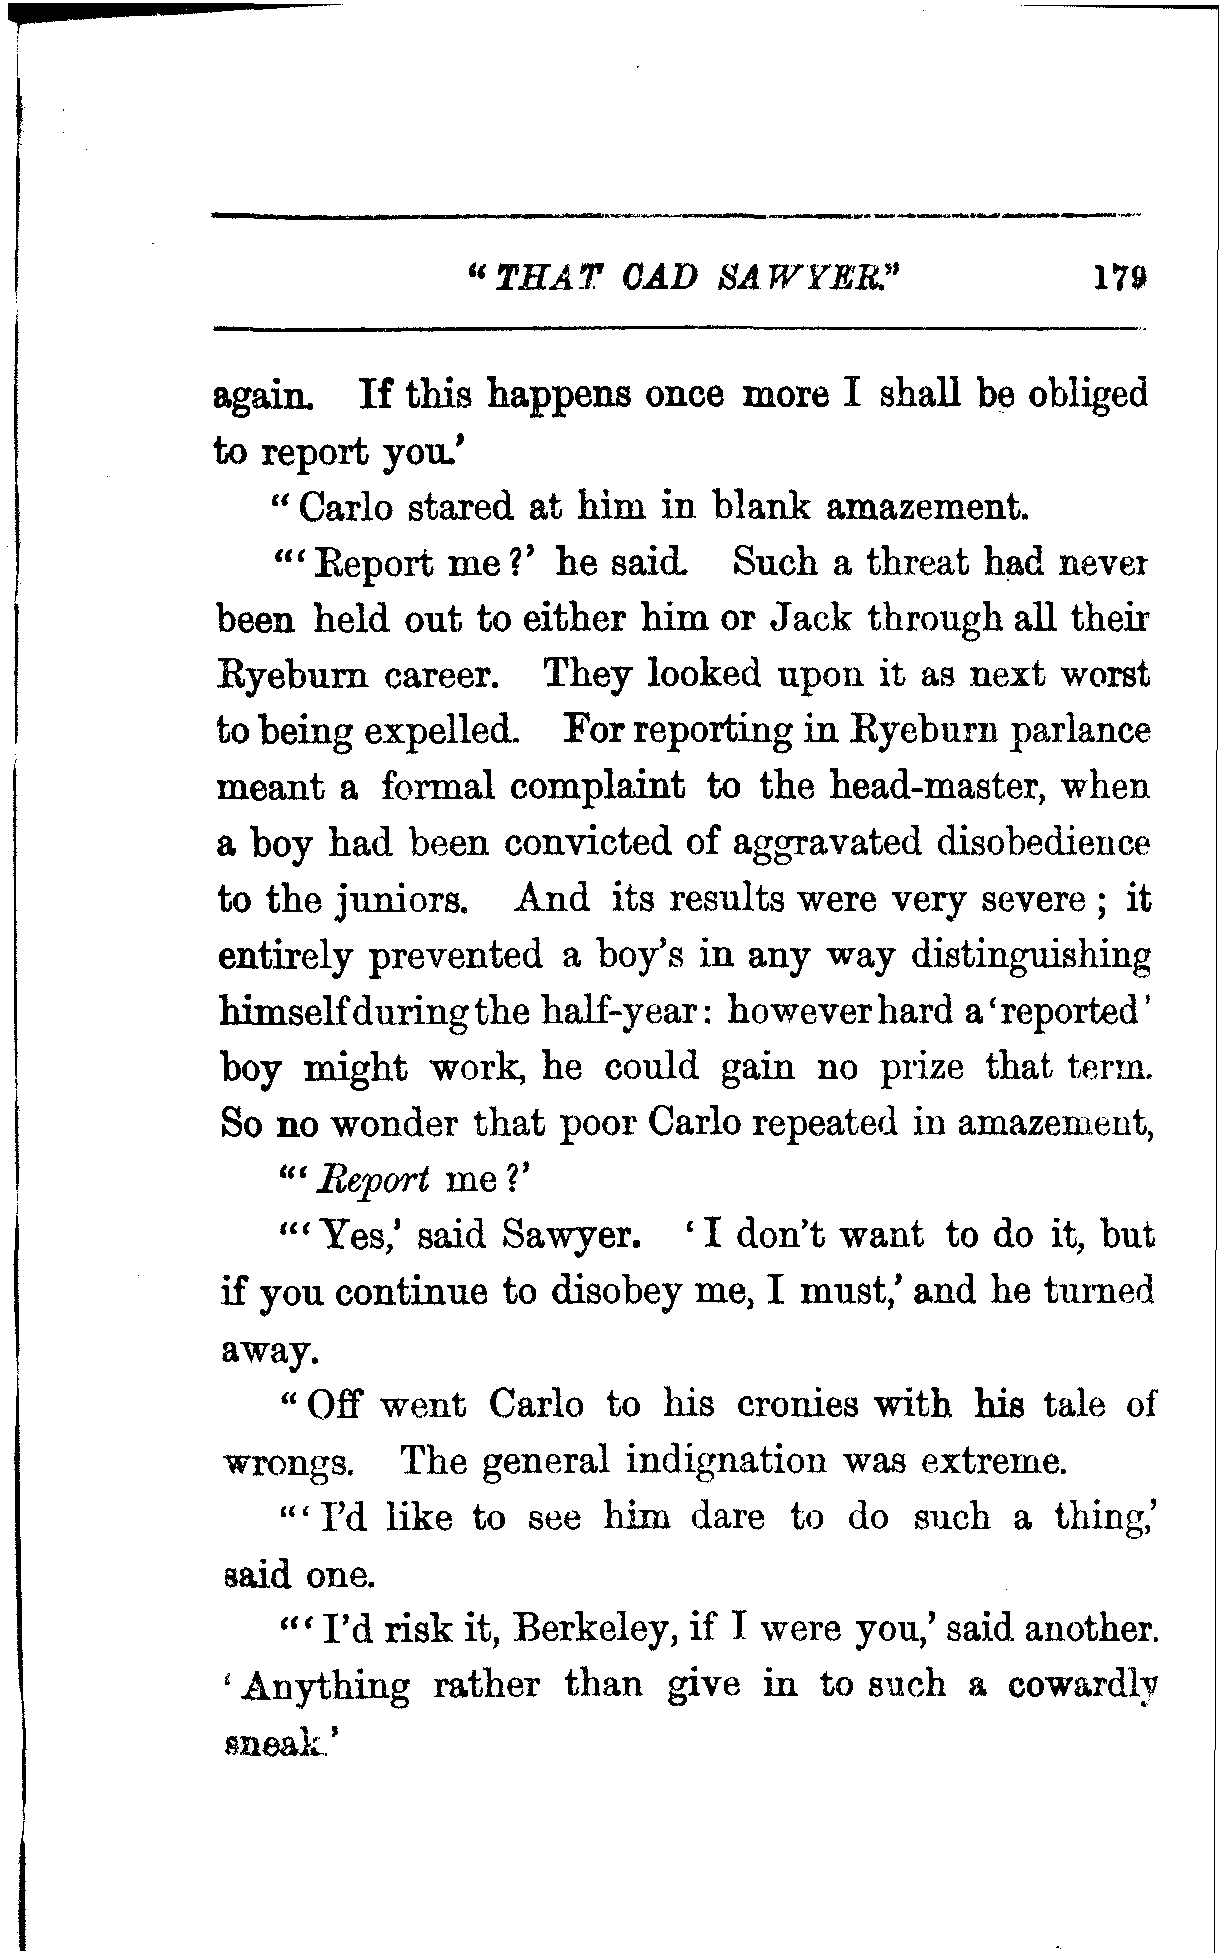 "THAT CAD SAWYER." 179
again. If this happens once more I shall be obliged
to report you.'
"Carlo stared at him in blank amazement.
"'Report me?' he said. Such a threat had never
been held out to either him or Jack through all their
Ryeburn career. They looked upon it as next worst
to being expelled. For reporting in Ryeburn parlance
meant a formal complaint to the head-master, when
a boy had been convicted of aggravated disobedience
to the juniors. And its results were very severe; it
entirely prevented a boy's in any way distinguishing
himself during the half-year: however hard a 'reported'
boy might work, he could gain no prize that term.
So no wonder that poor Carlo repeated in amazement,
"'Report me?'
"'Yes,' said Sawyer. 'I don't want to do it, but
if you continue to disobey me, I must,' and he turned
away.
"Off went Carlo to his cronies with his tale of
wrongs. The general indignation was extreme.
"'I'd like to see him dare to do such a thing,'
said one.
"'I'd risk it, Berkeley, if I were you,' said another.
'Anything rather than give in to such a cowardly
sneak.'